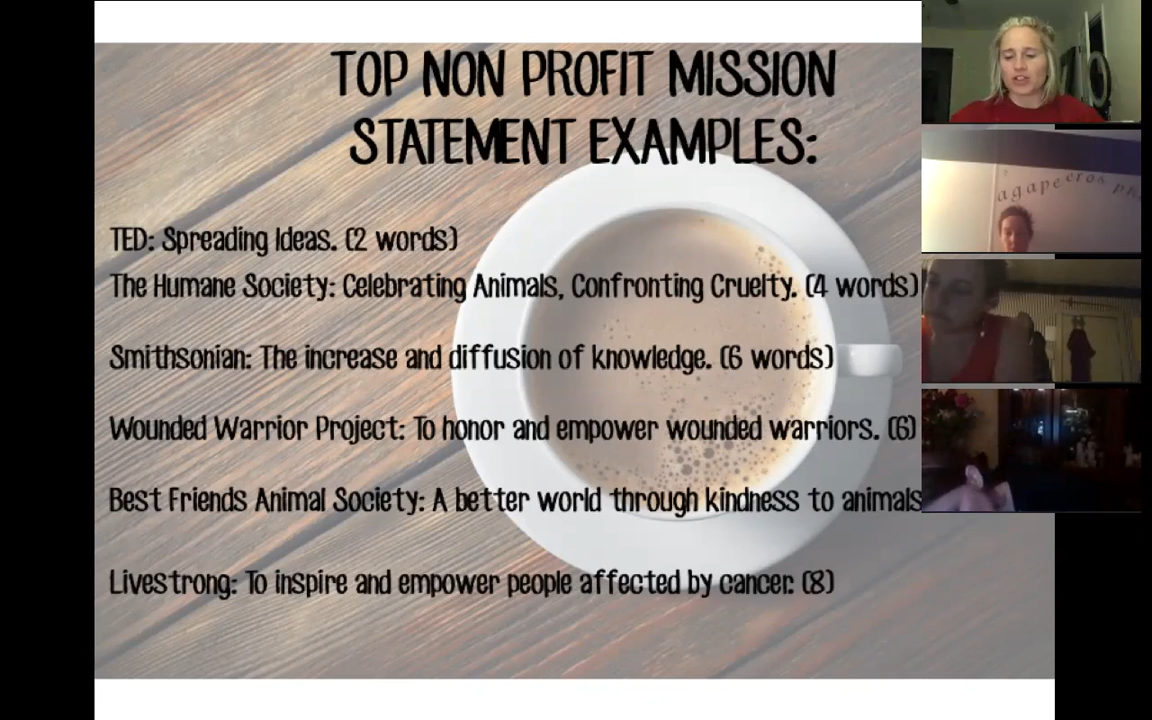 TOP NON PROFIT MISSION
STATEMENT EXAMPLES:
TED: Spreading Ideas. (2 words)
The Humane Society: Celebrating Animals, Confronting Cruelty. (4 words)
Smithsonian: The increase and diffusion of knowledge. (6 words)
Wounded Warrior Project: To honor and empower wounded warriors. (6)
Best Friends Animal Society: A better world through kindness to animals
Livestrong: To inspire and empower people affected by cancer. (8)
agape eros